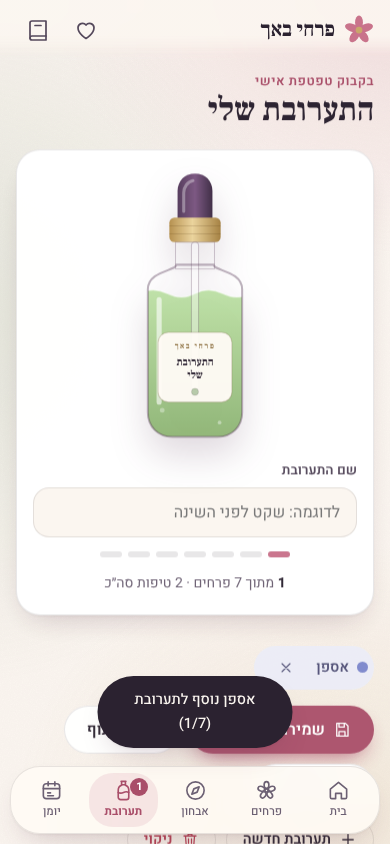 פרחי באך
בקבוק טפטפת אישי
התערובת שלי
פרחי באך
התערובת
שלי
שם התערובת
לדוגמה: שקט לפני השינה
1 מתוך 7 פרחים · 2 טיפות סה״כ
אספן
אספן נוסף לתערובת
(1/7)
בית
פרחים
אבחון
1
תערובת
יומן
תערובת חדשה
ניקוי